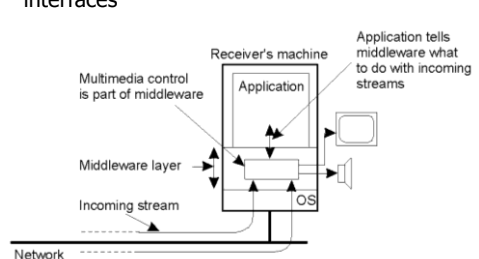 interfaces
Application tells
middleware what
to do with incoming
streams
Receiver's machine
Multimedia control
is part of middleware
Application
Middleware layer
Incoming stream
OS
Network